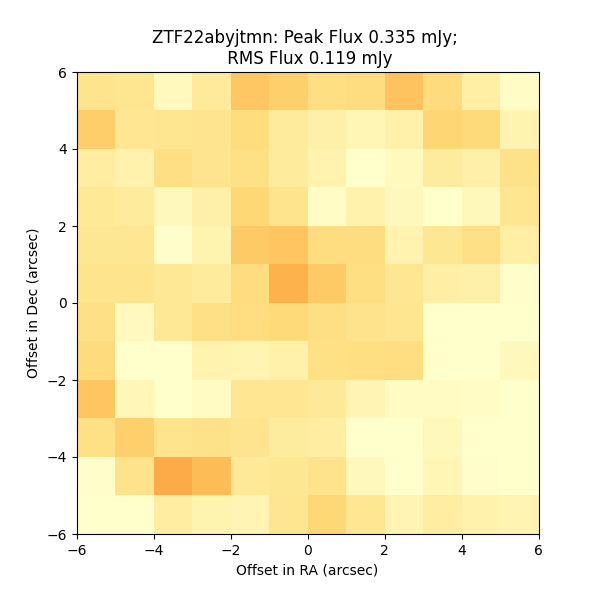 ZTF22abyjtmn: Peak Flux 0.335 mJy;
RMS Flux 0.119 mJy
6
4
2
0
−2
−4
−6
Offset in Dec (arcsec)
−6 −4 −2 0 2 4 6
Offset in RA (arcsec)